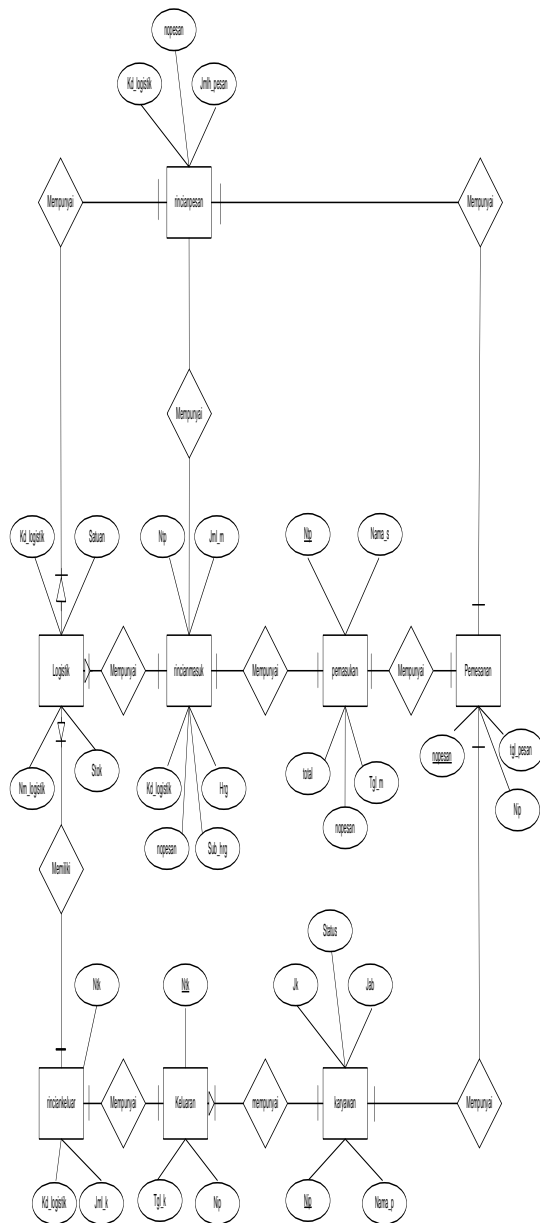 nopesan
Kd_logistik
Jmlh_pesan
Mempunyai
rincianpesan
Mempunyai
Mempunyai
Kd_logistik
Satuan
Ntp
Jml_m
Ntp
Nama_s
Logistik
Mempunyai
rincianmasuk
Mempunyai
pemasukan
Mempunyai
Pemesanan
Nm_logistik
Stok
Kd_logistik
Hrg
total
Tgl_m
nopesan
tgl_pesan
nopesan
Sub_hrg
nopesan
Nip
Memiliki
Status
Ntk
Ntk
Jk
Jab
rinciankeluar
Mempunyai
Keluaran
mempunyai
karyawan
Mempunyai
Kd_logistik
Jml_k
Tgl_k
Nip
Nip
Nama_p